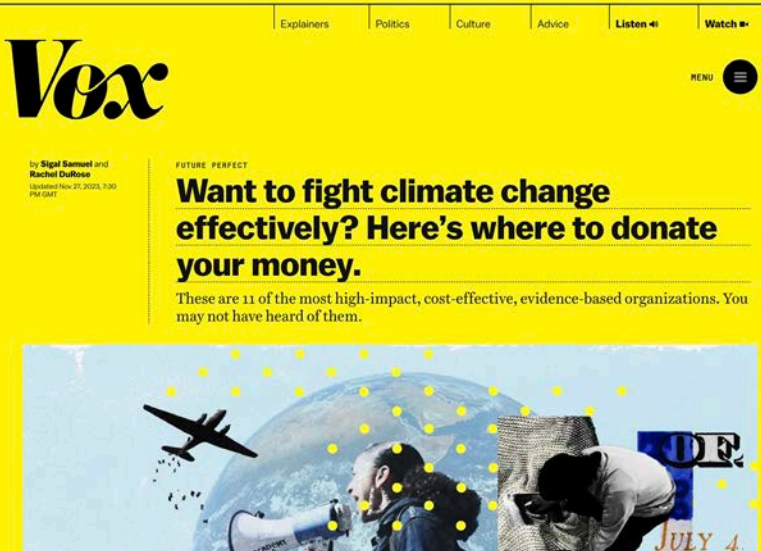 Explainers
Politics
Culture
Advice
Listen
Watch
Vox
MENU
by Sigal Samuel and
Rachel DuRose
Updated Nov 27, 2023, 7:30
PM GMT
FUTURE PERFECT
Want to fight climate change
effectively? Here's where to donate
your money.
These are 11 of the most high-impact, cost-effective, evidence-based organizations. You
may not have heard of them.
OF
JULY 4.